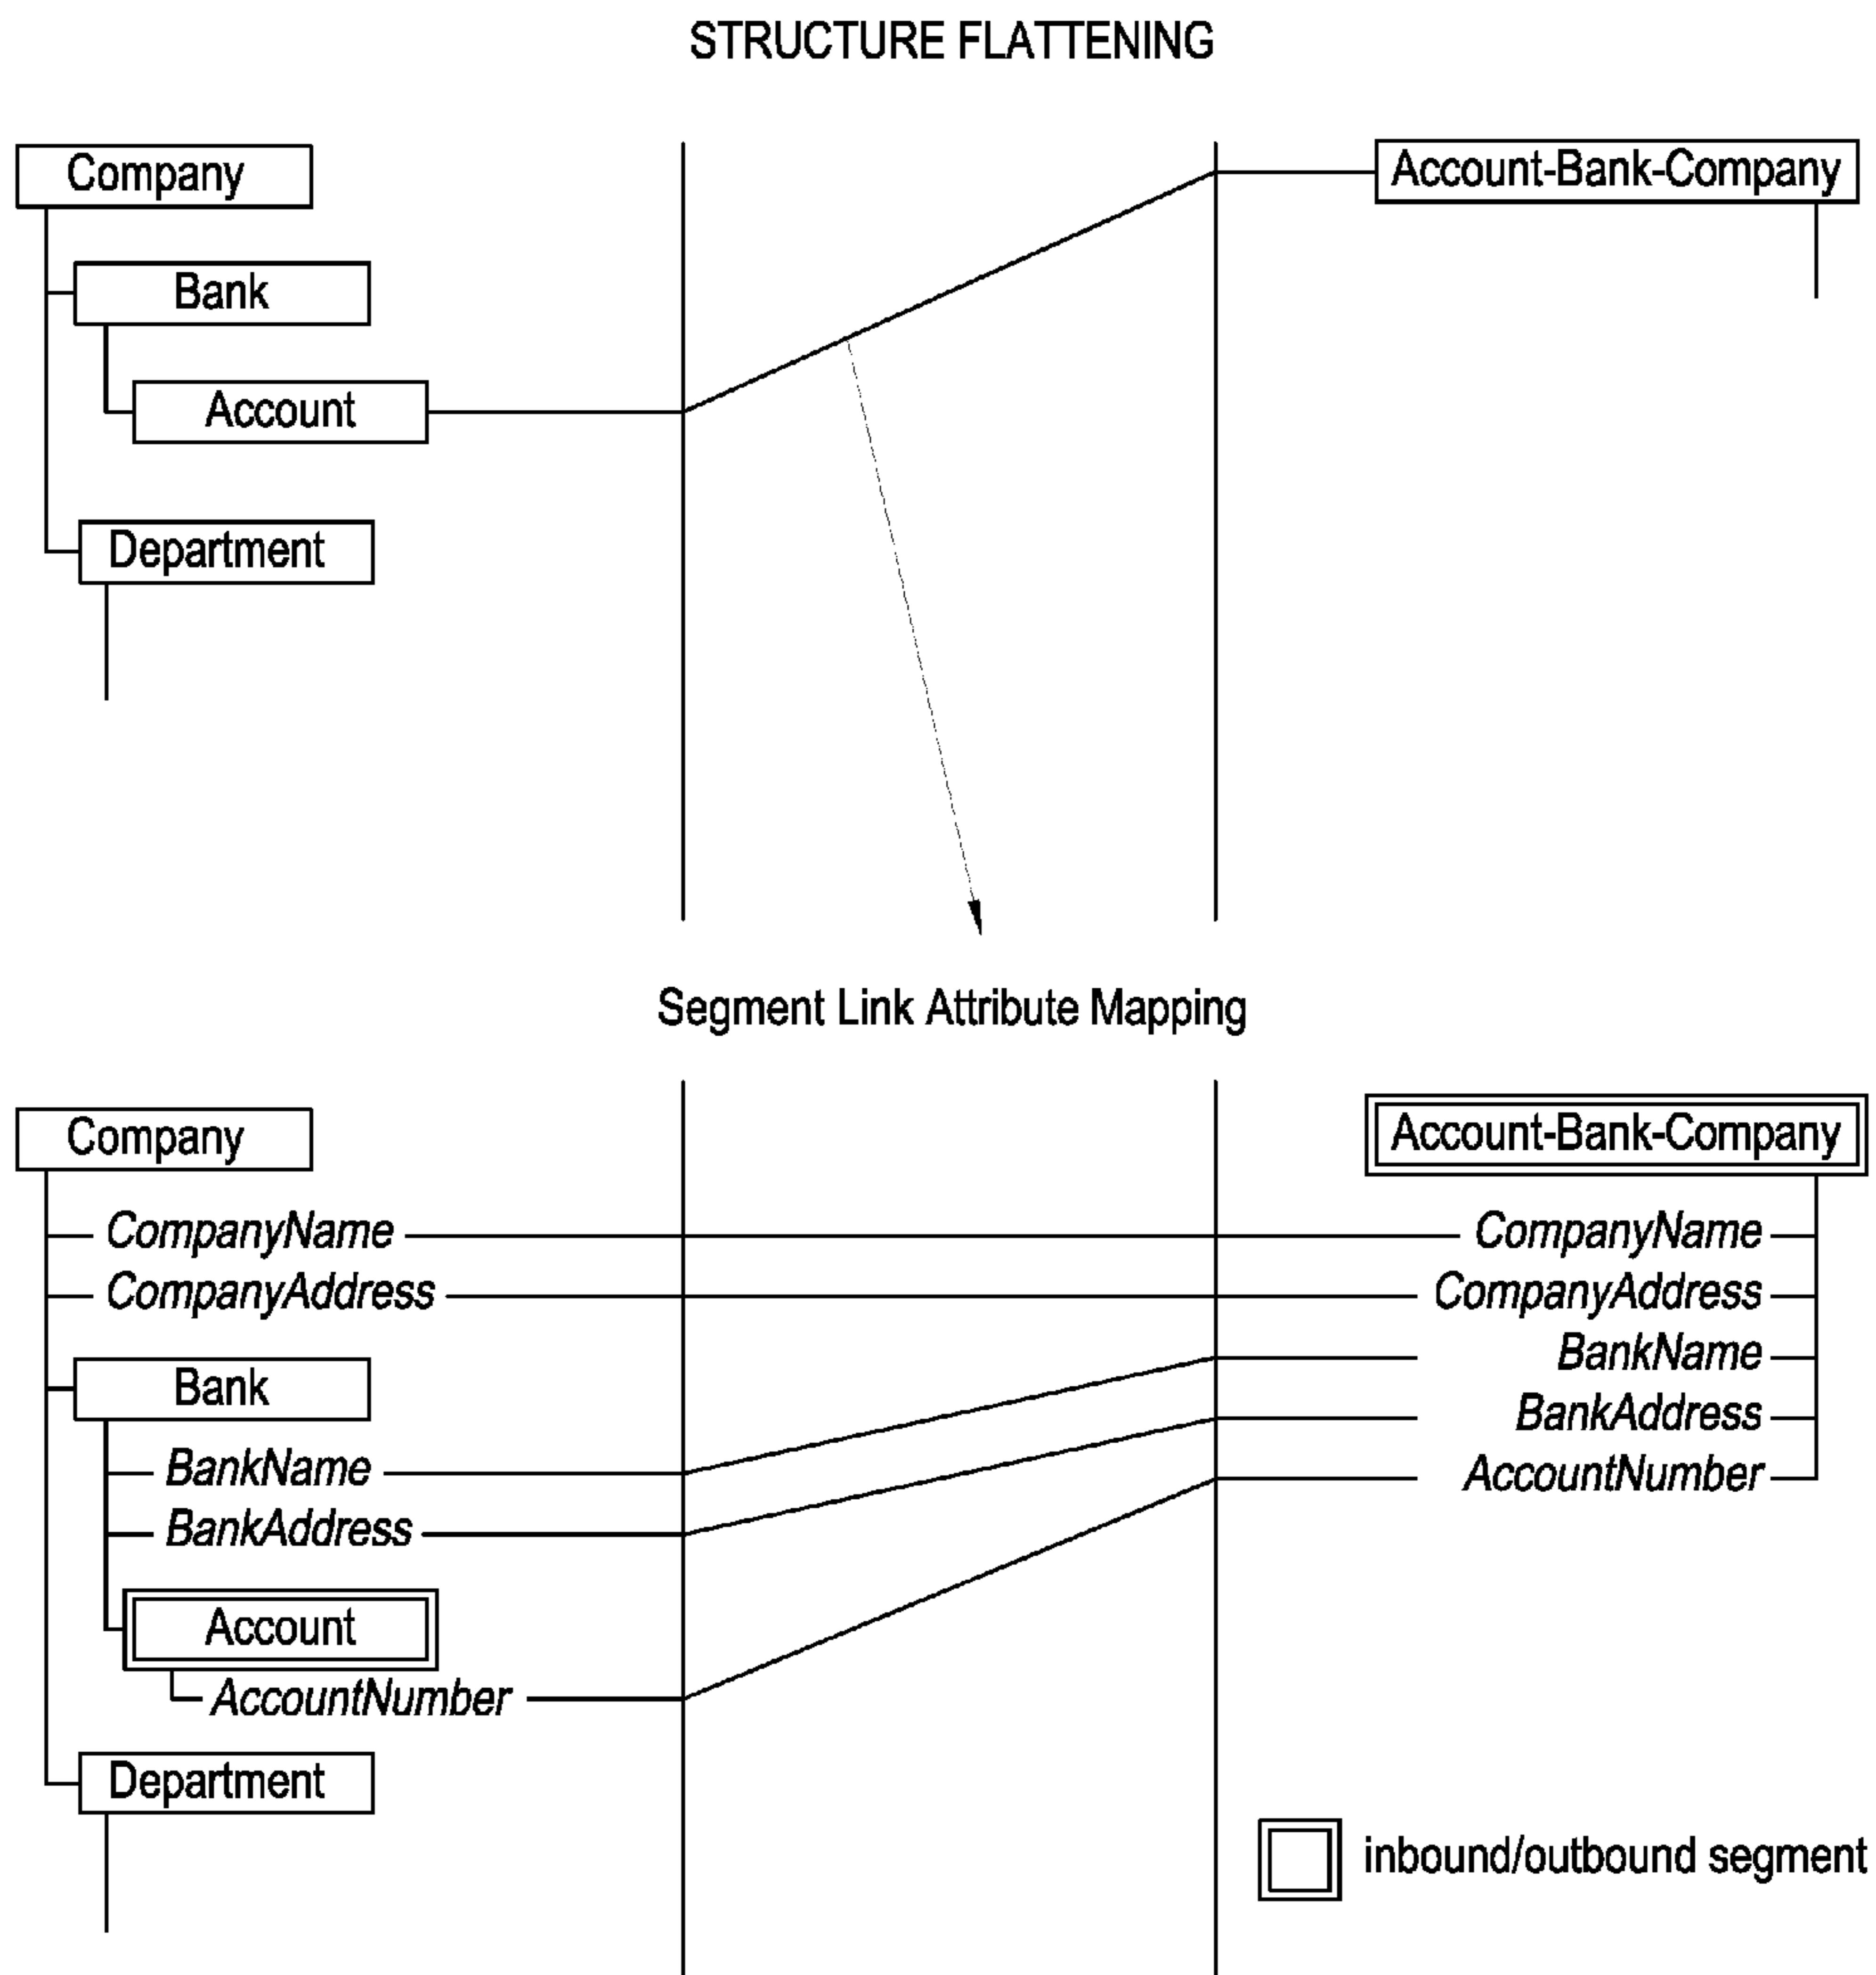 STRUCTURE FLATTENING
Company
Account-Bank-Company
Bank
Account
Department
Segment Link Attribute Mapping
Company
Account-Bank-Company
CompanyName
CompanyName
CompanyAddress
CompanyAddress
Bank
BankName
BankAddress
BankName
AccountNumber
BankAddress
Account
AccountNumber
Department
inbound/outbound segment